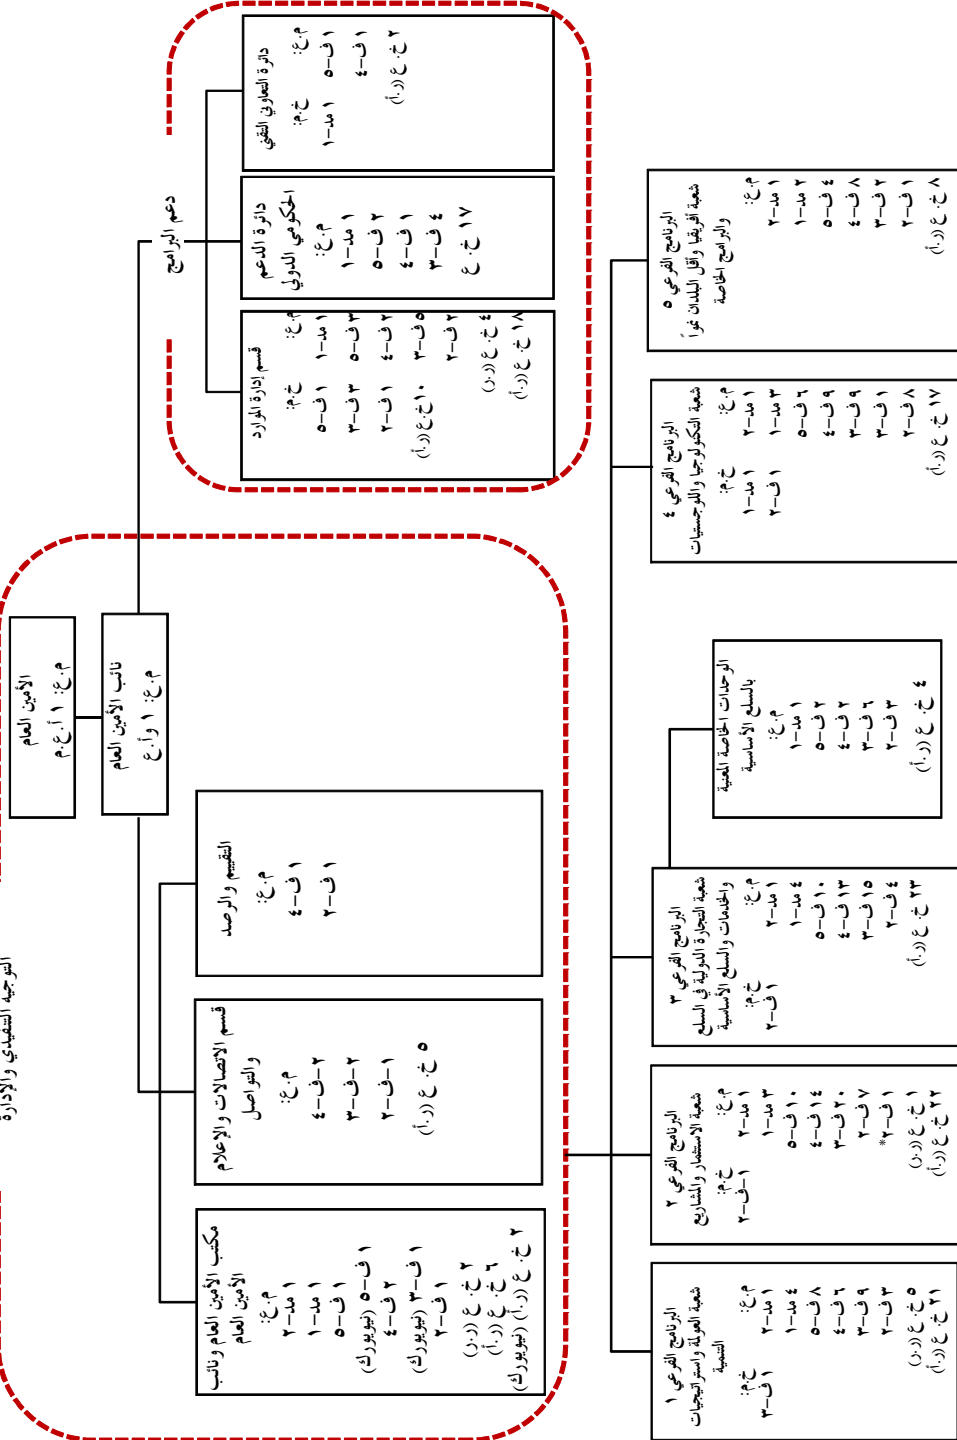 التوجيه التنفيذي والإدارة
الأمين العام
م.ع: ١ أ.ع.م
نائب الأمين العام
م.ع: ١ و أ.ع
مكتب الأمين العام ونائب
الأمين العام
م.ع:
١ مد-٢
١ مد-١
١ ف-٥
١ ف-٥ (نيويورك)
٢ ف-٤
١ ف-٣ (نيويورك)
١ ف-٢
٢ خ. ع (ر.ر)
٦ خ. ع (ر.أ)
٢ خ. ع (ر.أ) (نيويورك)
قسم الاتصالات والإعلام
والتواصل
م.ع:
٢-ف-٤
٢-ف-٣
١-ف-٢
٥ خ. ع (ر.أ)
التقييم والرصد
م.ع:
١ ف-٤
١ ف-٢
دعم البرامج
قسم إدارة الموارد
خ.م: م.ع:
١ ف-٥ ١ مد-١
٣ ف-٣ ٣ ف-٥
١ ف-٢ ٢ ف-٤
١٠ خ.ع (ر.أ) ٥ ف-٣
٢ ف-٢
٤ خ. ع (ر.ر)
١٨ خ. ع (ر.أ)
دائرة الدعم
الحكومي الدولي
م.ع:
١ مد-١
٢ ف-٥
١ ف-٤
٤ ف-٣
١٧ خ. ع
دائرة التعاون التقني
خ.م: م.ع:
١ مد-١ ١ ف-٥
١ ف-٤
٢ خ. ع (ر.أ)
البرنامج الفرعي ١
شعبة العولمة واستراتيجيات
التنمية
خ.م: م.ع:
١ ف-٣ ١ مد-٢
٤ مد-١
٨ ف-٥
٦ ف-٤
٩ ف-٣
٣ ف-٢
٥ خ. ع (ر.ر)
٢١ خ. ع (ر.أ)
البرنامج الفرعي ٢
شعبة الاستثمار والمشاريع
خ.م: م.ع:
١-ف-٢ ١ مد-٢
٣ مد-١
١٠ ف-٥
١٤ ف-٤
٢٠ ف-٣
٧ ف-٢
١ ف-٢*
١ خ. ع (ر.ر)
٢٢ خ. ع (ر.أ)
البرنامج الفرعي ٣
شعبة التجارة الدولية في السلع
والخدمات والسلع الأساسية
خ.م: م.ع:
١ ف-٢ ١ مد-٢
٤ مد-١
١٠ ف-٥
١٣ ف-٤
١٥ ف-٣
٤ ف-٢
٢٣ خ. ع (ر.أ)
الوحدات الخاصة المعنية
بالسلع الأساسية
م.ع:
١ مد-١
٢ ف-٥
٢ ف-٤
٦ ف-٣
٣ ف-٢
٤ خ. ع (ر.أ)
البرنامج الفرعي ٤
شعبة التكنولوجيا واللوجستيات
خ.م: م.ع:
١ مد-١ ١ مد-٢
١ ف-٢ ٣ مد-١
٦ ف-٥
٩ ف-٤
٩ ف-٣
١ ف-٣
٨ ف-٢
١٧ خ. ع (ر.أ)
البرنامج الفرعي ٥
شعبة أفريقيا وأقل البلدان نمواً
والبرامج الخاصة
م.ع:
١ مد-٢
٢ مد-١
٤ ف-٥
٨ ف-٤
٢ ف-٣
١ ف-٢
٨ خ. ع (ر.أ)